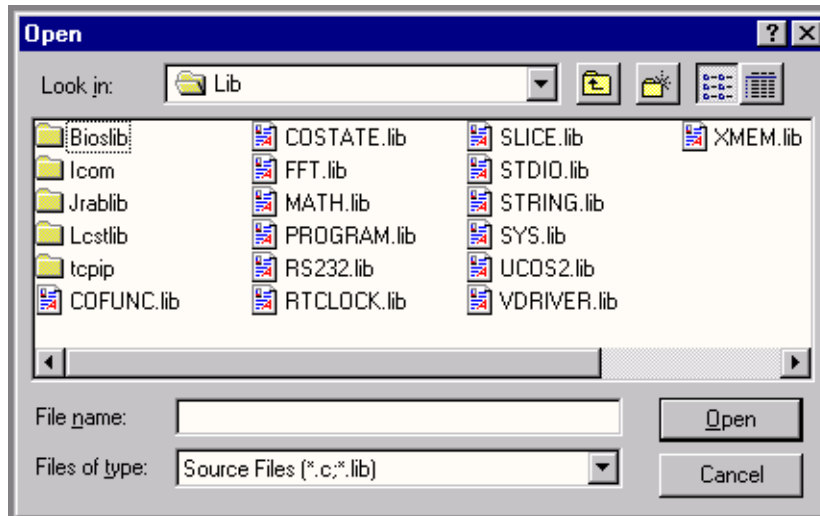 Open
Look in: Lib
Bioslib COSTATE.lib SLICE.lib XMEM.lib
Icom FFT.lib STDIO.lib
Jrablib MATH.lib STRING.lib
Lcstlib PROGRAM.lib SYS.lib
tcpip RS232.lib UCOS2.lib
COFUNC.lib RTCLOCK.lib VDRIVER.lib
File name: Open
Files of type: Source Files (*.c;*.lib) Cancel